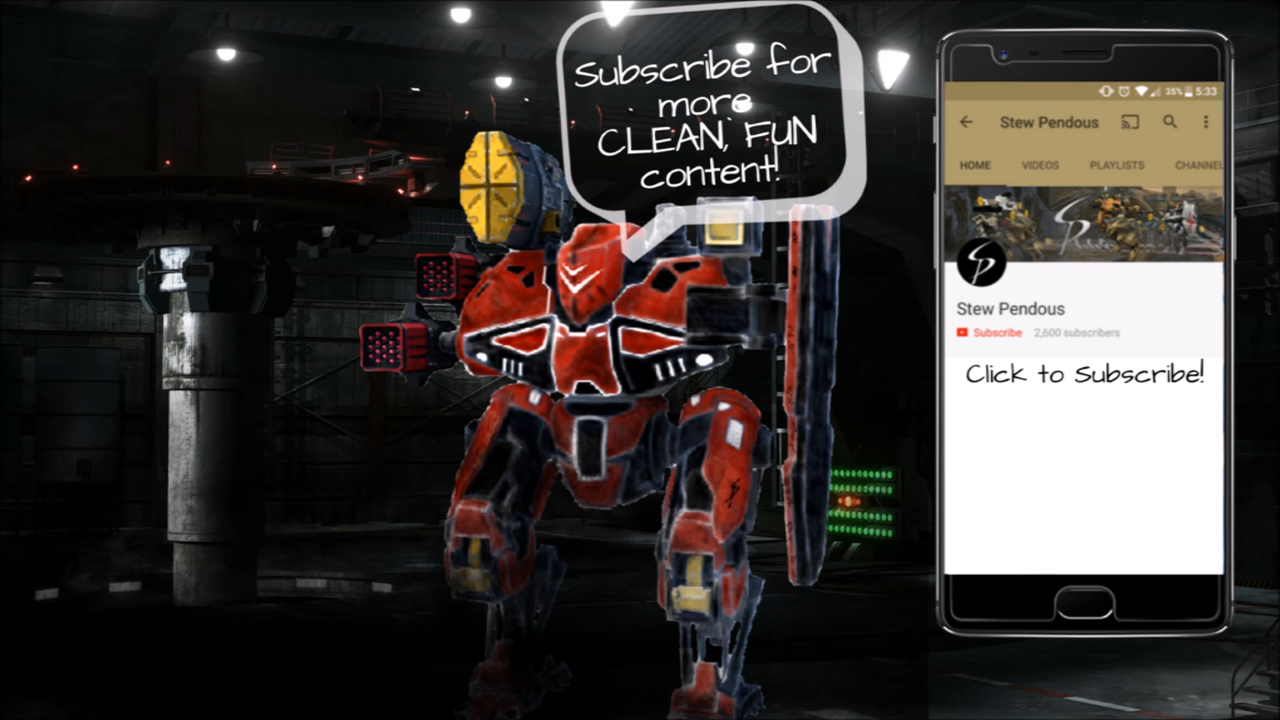 Subscribe for
more
CLEAN, FUN
content!
35% 5:33
Stew Pendous
HOME VIDEOS PLAYLISTS CHANNEL
Stew Pendous
Subscribe 2,600 subscribers
Click to Subscribe!